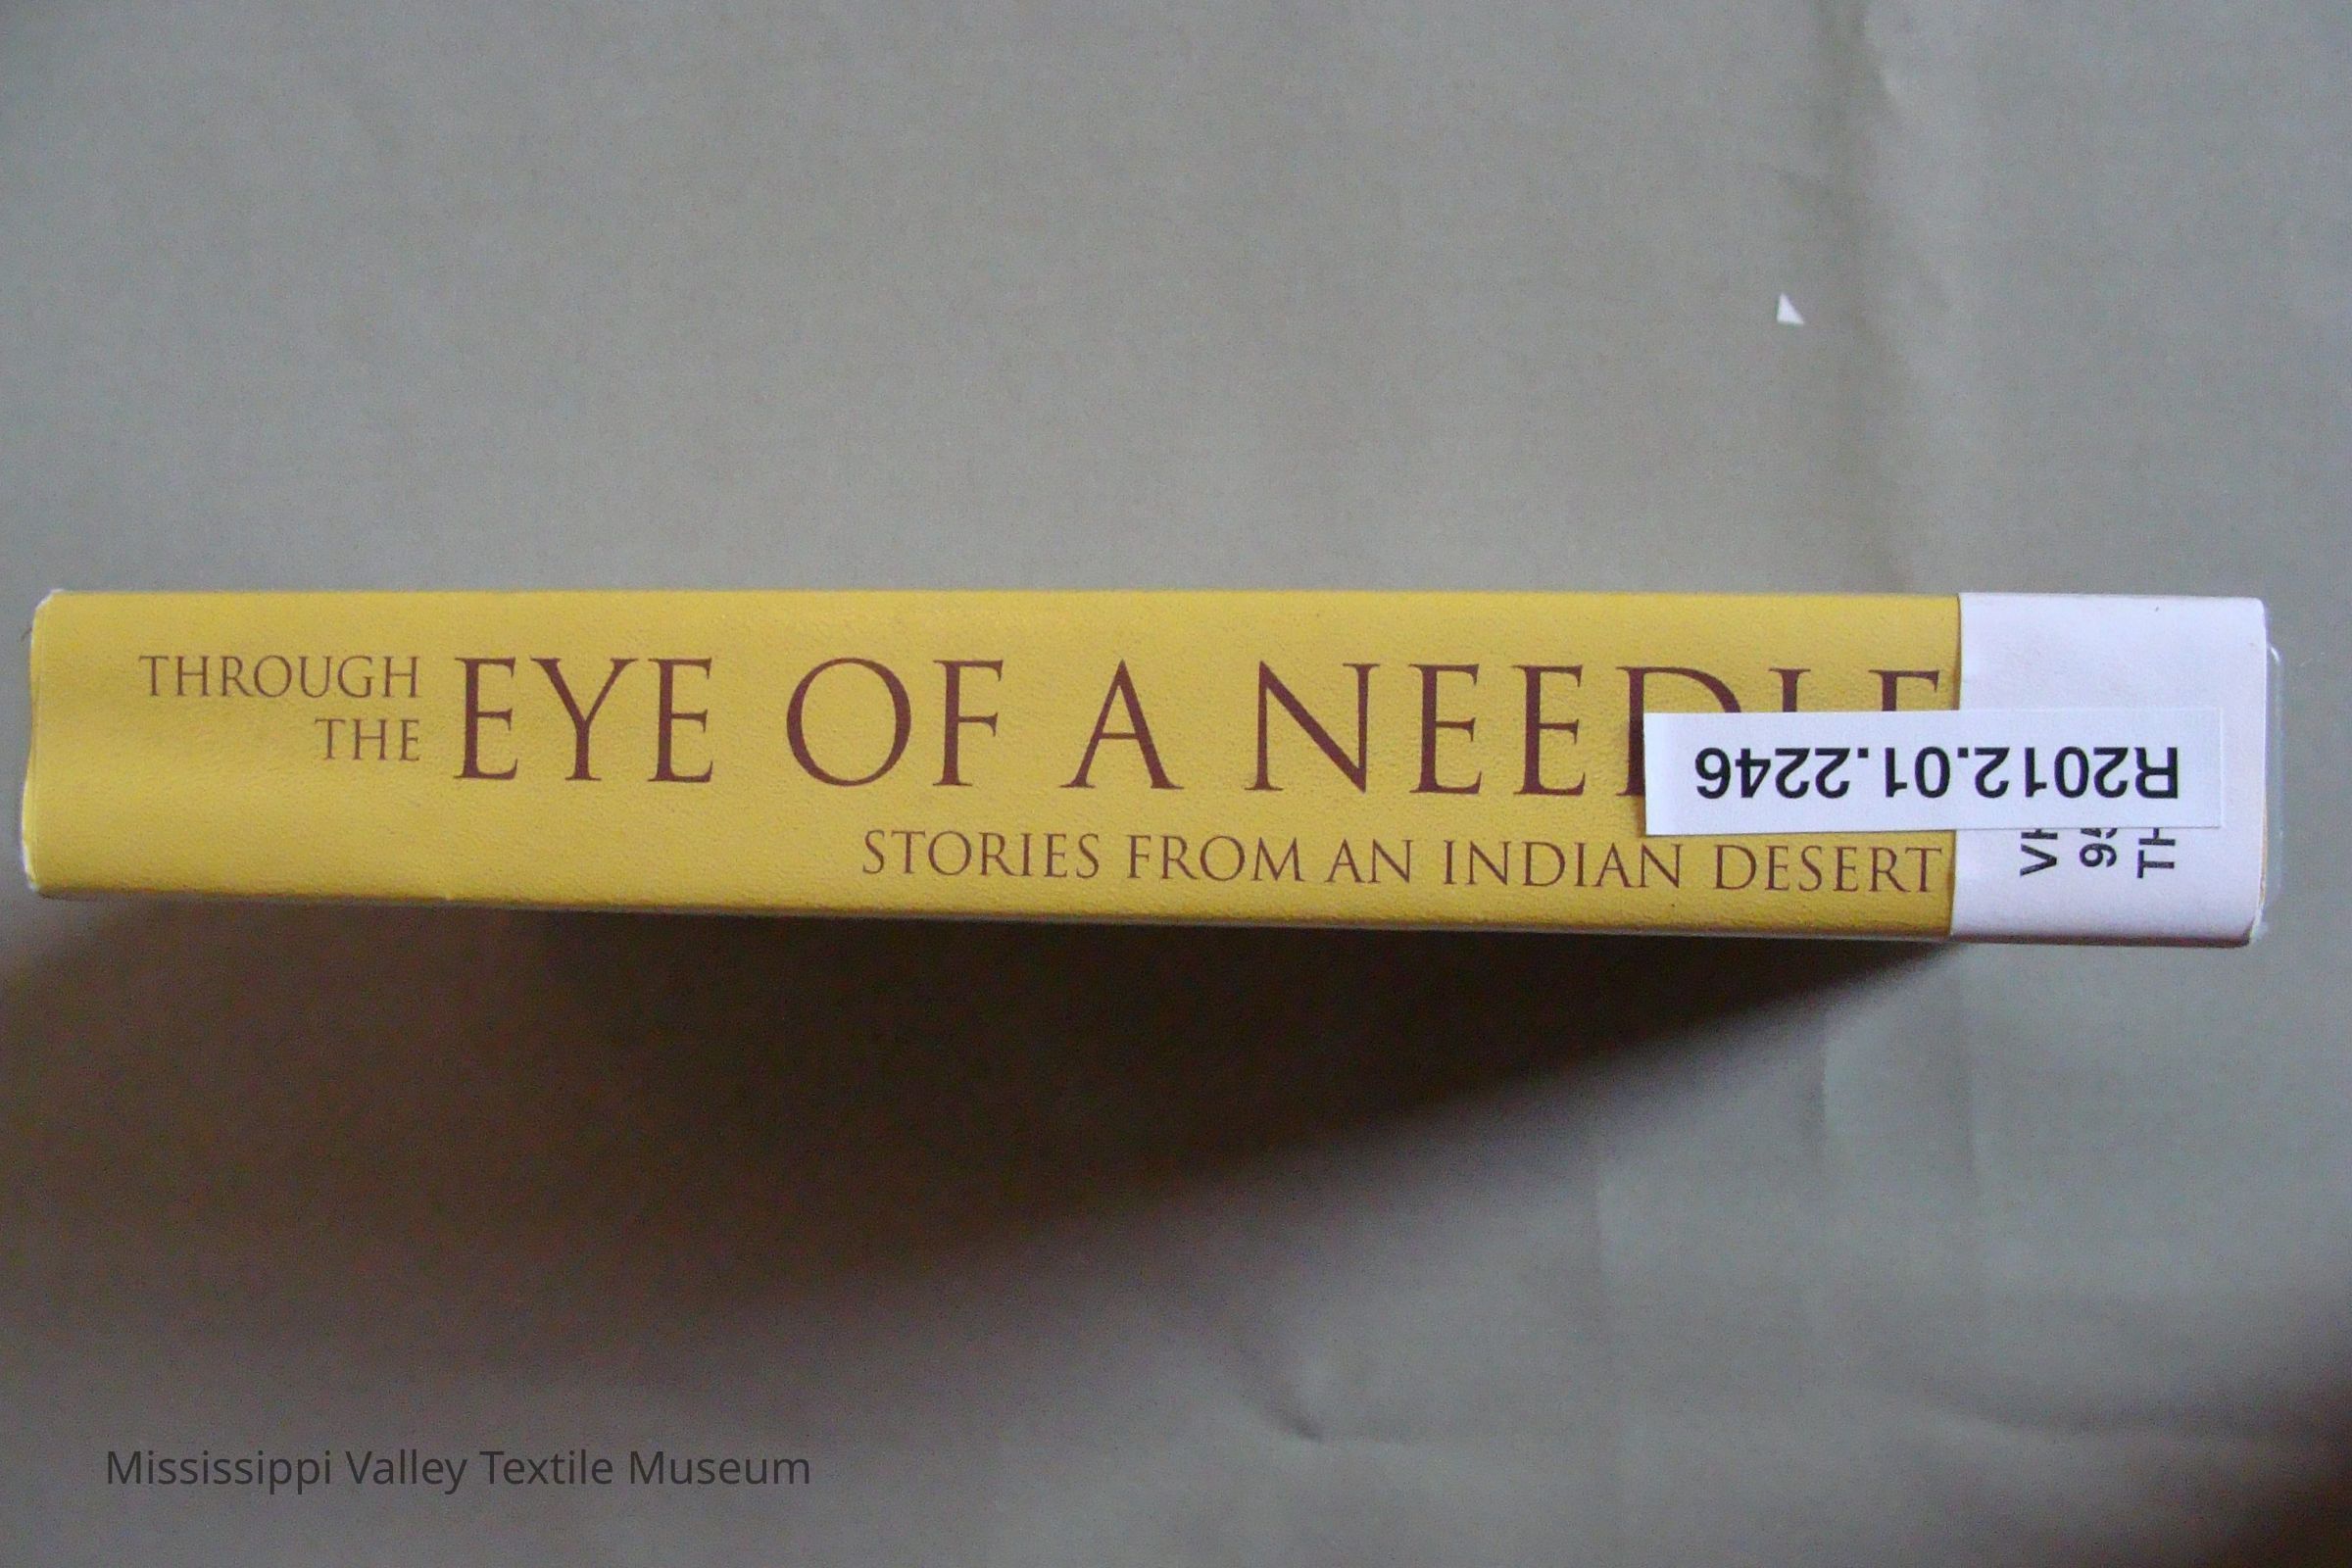 THROUGH
THE
EYE OF A NEEDLE
STORIES FROM AN INDIAN DESERT
R2012.01.2246
Mississippi Valley Textile Museum